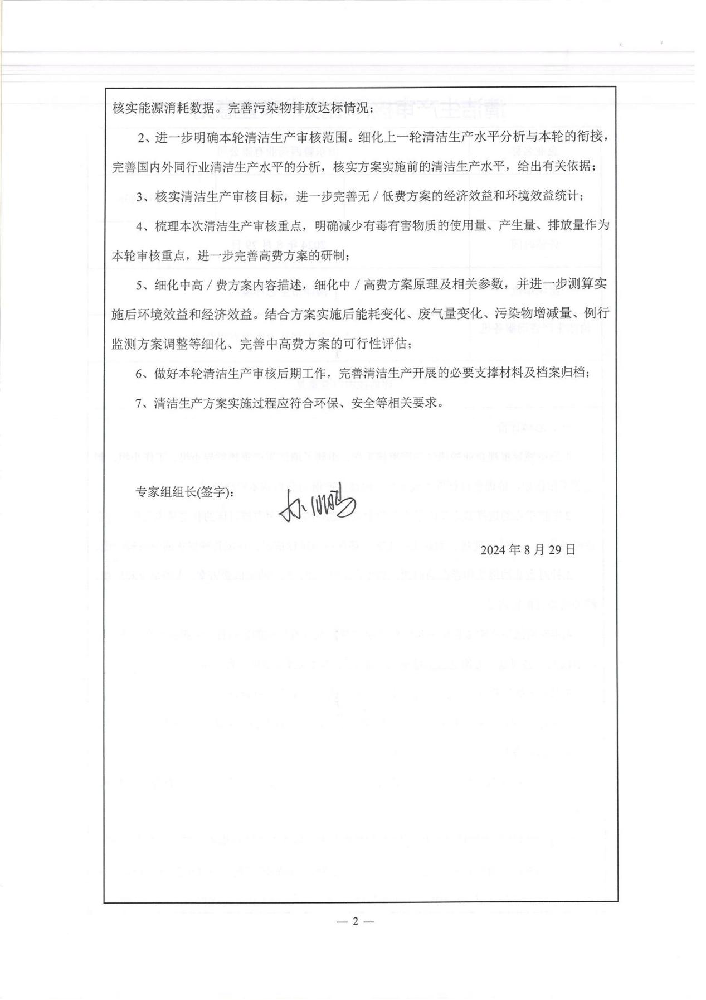 核实能源消耗数据。完善污染物排放达标情况；
2、进一步明确本轮清洁生产审核范围。细化上一轮清洁生产水平分析与本轮的衔接，
完善国内外同行业清洁生产水平的分析，核实方案实施前的清洁生产水平，给出有关依据；
3、核实清洁生产审核目标，进一步完善无/低费方案的经济效益和环境效益统计；
4、梳理本次清洁生产审核重点，明确减少有毒有害物质的使用量、产生量、排放量作为
本轮审核重点，进一步完善高费方案的研制；
5、细化中高/费方案内容描述，细化中/高费方案原理及相关参数，并进一步测算实
施后环境效益和经济效益。结合方案实施后能耗变化、废气量变化、污染物增减量、例行
监测方案调整等细化、完善中高费方案的可行性评估；
6、做好本轮清洁生产审核后期工作，完善清洁生产开展的必要支撑材料及档案归档；
7、清洁生产方案实施过程应符合环保、安全等相关要求。
专家组组长(签字):
2024年8月29日
— 2 —